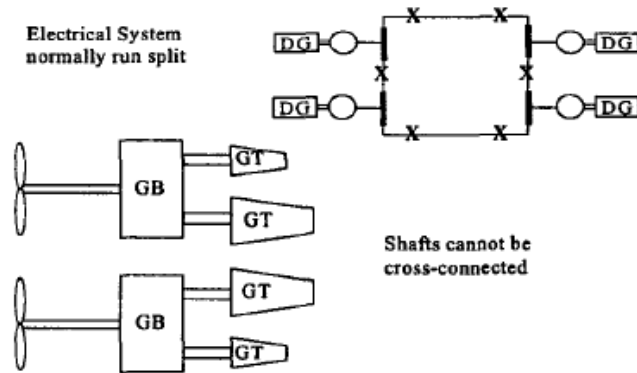 Electrical System
normally run split
DG
X
X
DG
X
X
DG
DG
X
X
GB
GT
GT
Shafts cannot be
cross-connected
GB
GT
GT